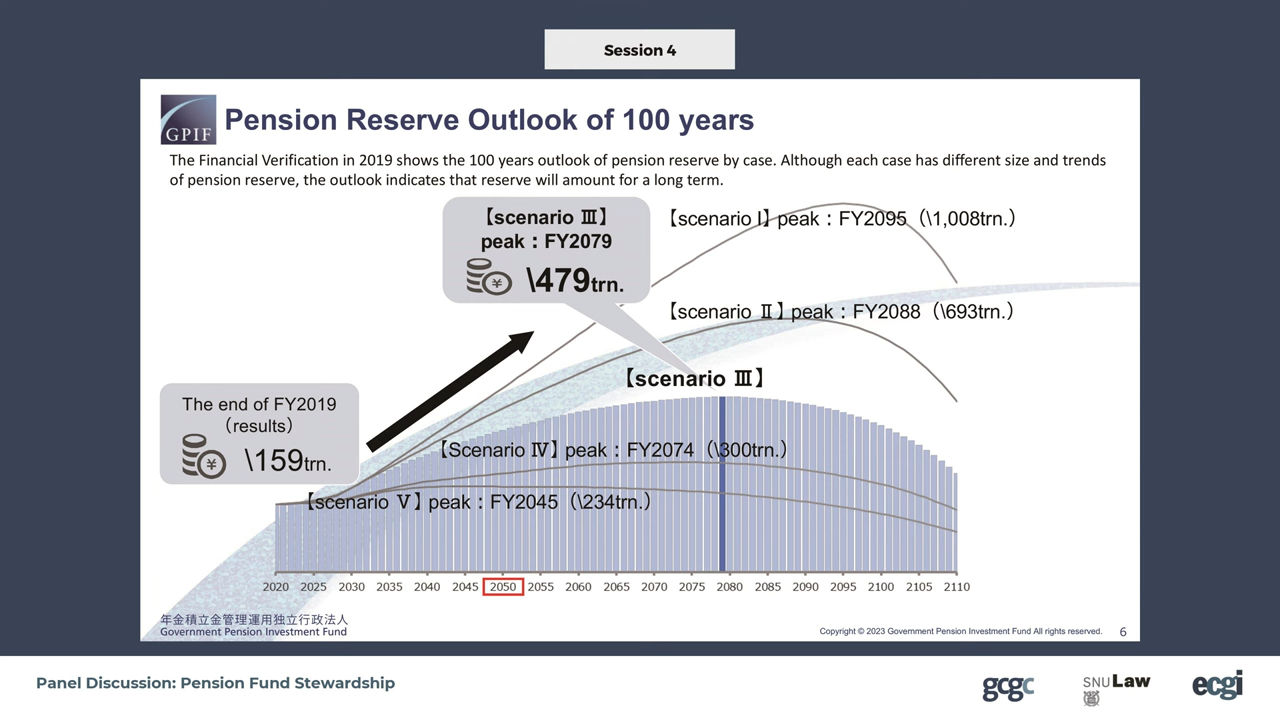 Session 4
GPIF
Pension Reserve Outlook of 100 years
The Financial Verification in 2019 shows the 100 years outlook of pension reserve by case. Although each case has different size and trends
of pension reserve, the outlook indicates that reserve will amount for a long term.
【scenario Ⅲ】
peak：FY2079
¥
\479trn.
【scenario Ⅰ】peak：FY2095（\1,008trn.）
【scenario Ⅱ】peak：FY2088（\693trn.）
【scenario Ⅲ】
The end of FY2019
（results）
¥
\159trn.
【Scenario Ⅳ】peak：FY2074（\300trn.）
【scenario Ⅴ】peak：FY2045（\234trn.）
2020 2025 2030 2035 2040 2045 2050 2055 2060 2065 2070 2075 2080 2085 2090 2095 2100 2105 2110
年金積立金管理運用独立行政法人
Government Pension Investment Fund
Copyright © 2023 Government Pension Investment Fund All rights reserved.
6
Panel Discussion: Pension Fund Stewardship
gcgc
SNU Law
ecgi